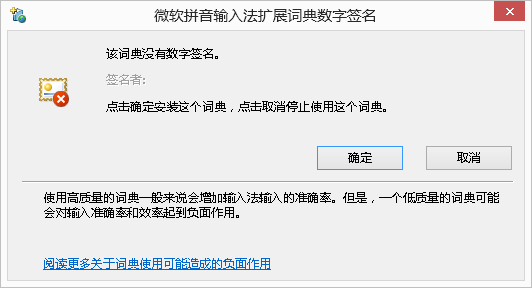 微软拼音输入法扩展词典数字签名
该词典没有数字签名。
签名者:
点击确定安装这个词典，点击取消停止使用这个词典。
确定
取消
使用高质量的词典一般来说会增加输入法输入的准确率。但是，一个低质量的词典可能
会对输入准确率和效率起到负面作用。
阅读更多关于词典使用可能造成的负面作用